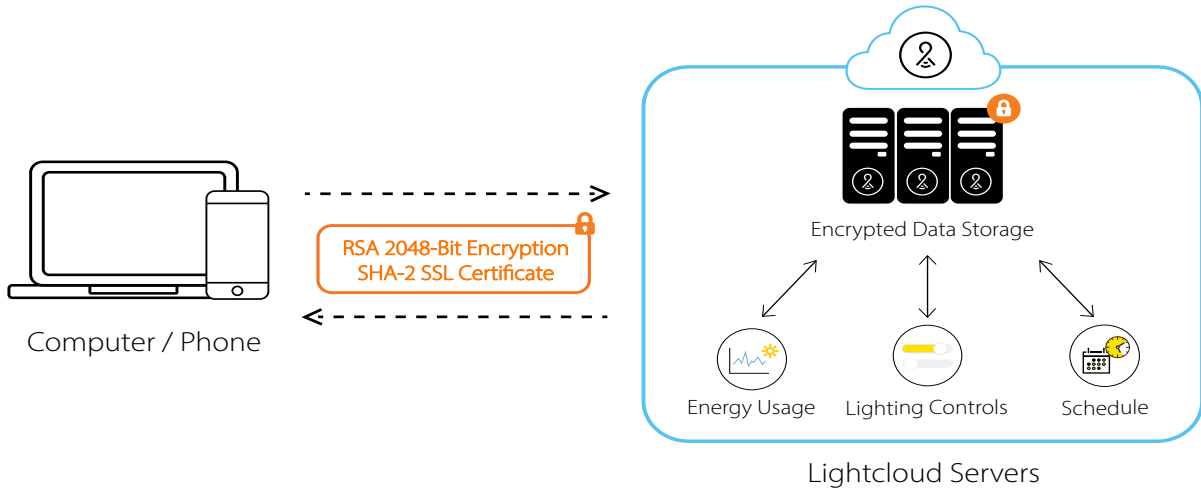 RSA 2048-Bit Encryption
SHA-2 SSL Certificate
Computer / Phone
Encrypted Data Storage
Energy Usage
Lighting Controls
Schedule
Lightcloud Servers